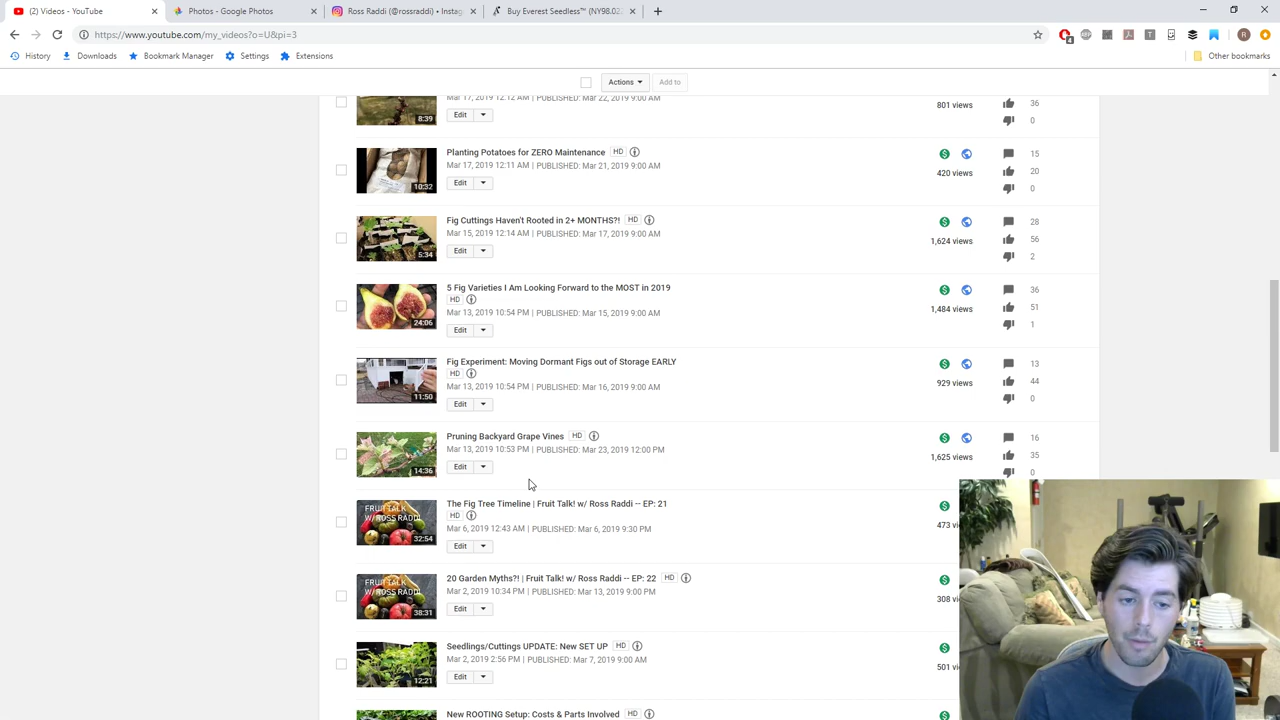 (2) Videos - YouTube
Photos - Google Photos
Ross Raddi (@rossraddi) • Instag
Buy Everest Seedless™ (NY98.02
https://www.youtube.com/my_videos?o=U&pi=3
4
R
History
Downloads
Bookmark Manager
Settings
Extensions
Other bookmarks
Actions
Add to
Mar 17, 2019 12:12 AM | PUBLISHED: Mar 22, 2019 9:00 AM
8:39
Edit
801 views
36
0
Planting Potatoes for ZERO Maintenance HD
Mar 17, 2019 12:11 AM | PUBLISHED: Mar 21, 2019 9:00 AM
10:32
Edit
420 views
15
20
0
Fig Cuttings Haven't Rooted in 2+ MONTHS?! HD
Mar 15, 2019 12:14 AM | PUBLISHED: Mar 17, 2019 9:00 AM
5:34
Edit
1,624 views
28
56
2
5 Fig Varieties I Am Looking Forward to the MOST in 2019
HD
Mar 13, 2019 10:54 PM | PUBLISHED: Mar 15, 2019 9:00 AM
24:06
Edit
1,484 views
36
51
1
Fig Experiment: Moving Dormant Figs out of Storage EARLY
HD
Mar 13, 2019 10:54 PM | PUBLISHED: Mar 16, 2019 9:00 AM
11:50
Edit
929 views
13
44
0
Pruning Backyard Grape Vines HD
Mar 13, 2019 10:53 PM | PUBLISHED: Mar 23, 2019 12:00 PM
14:36
Edit
1,625 views
16
35
0
The Fig Tree Timeline | Fruit Talk! w/ Ross Raddi -- EP: 21
HD
Mar 6, 2019 12:43 AM | PUBLISHED: Mar 6, 2019 9:30 PM
FRUIT TALK
W/ ROSS RADDI
32:54
Edit
473 vi
20 Garden Myths?! | Fruit Talk! w/ Ross Raddi -- EP: 22 HD
Mar 2, 2019 10:34 PM | PUBLISHED: Mar 13, 2019 9:00 PM
FRUIT TALK
W/ ROSS RADDI
38:31
Edit
308 vi
Seedlings/Cuttings UPDATE: New SET UP HD
Mar 2, 2019 2:56 PM | PUBLISHED: Mar 7, 2019 9:00 AM
12:21
Edit
501 vi
New ROOTING Setup: Costs & Parts Involved HD